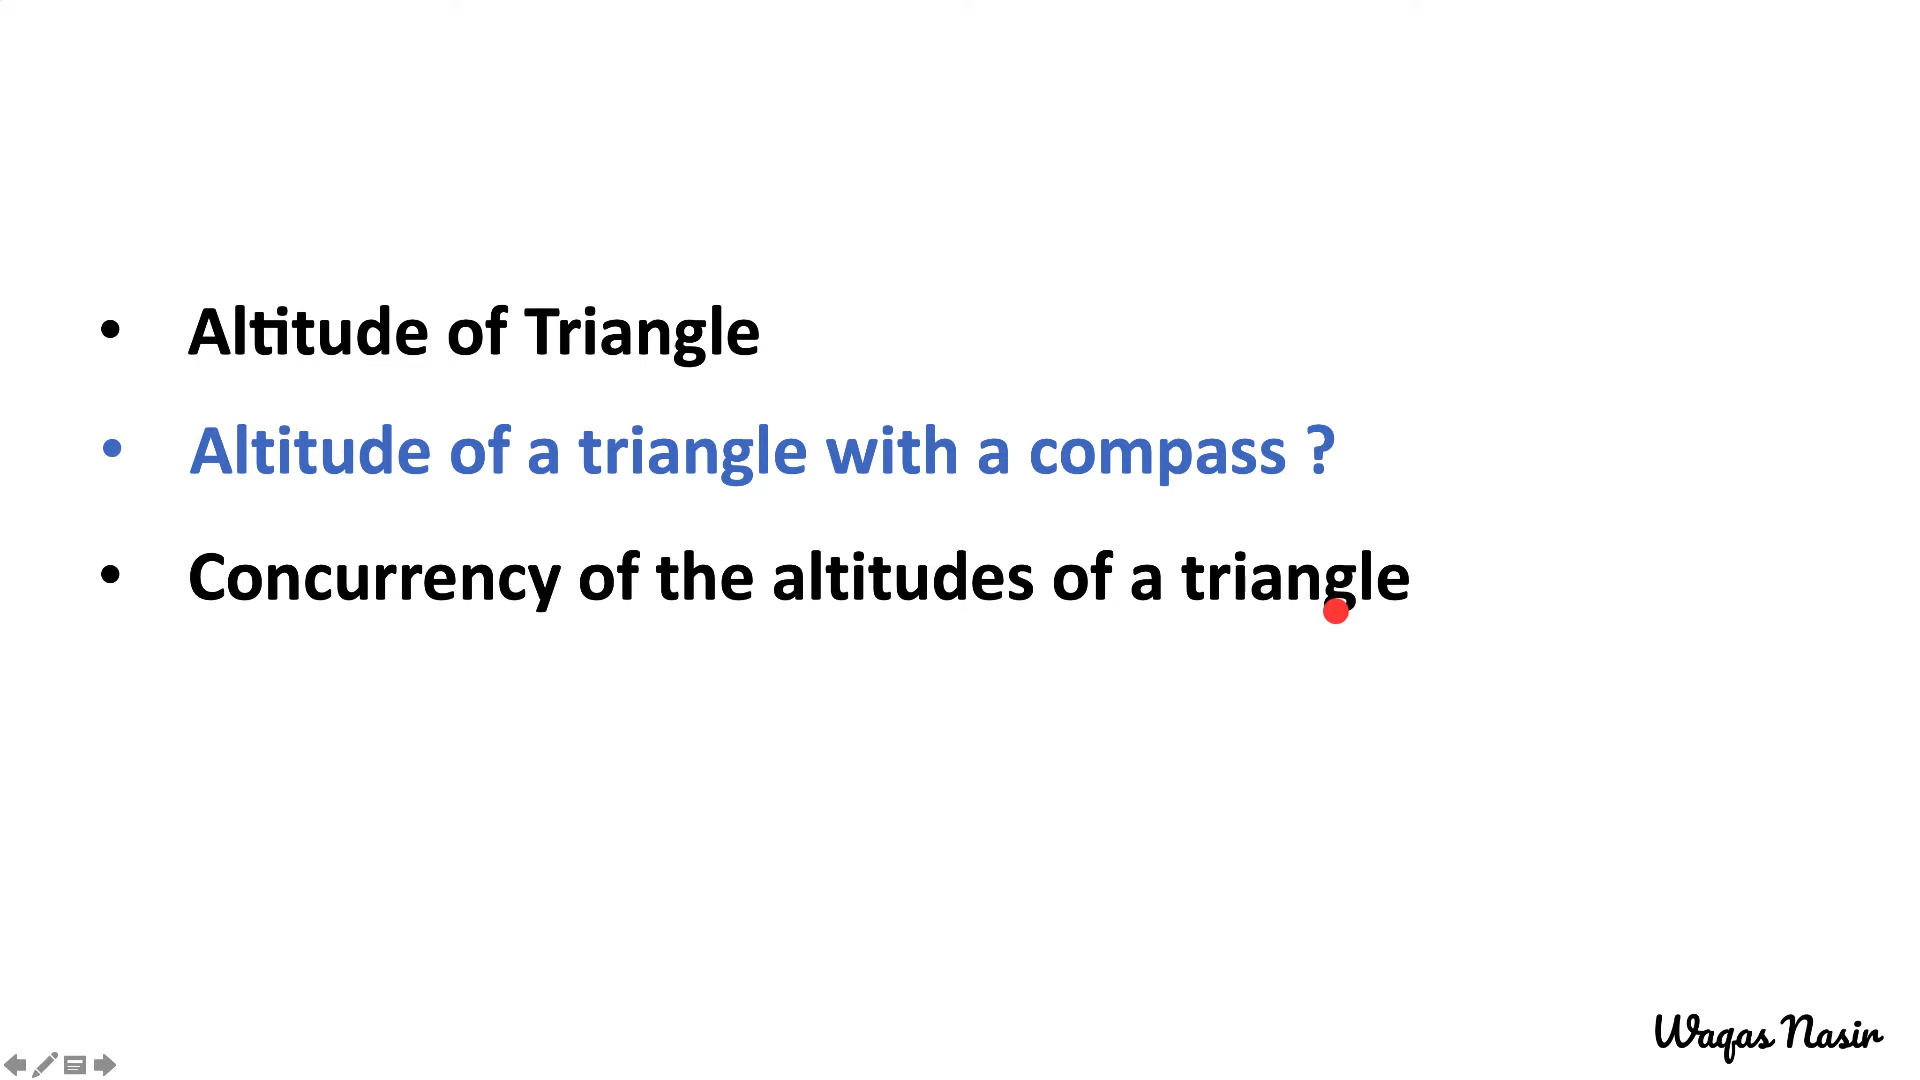 • Altitude of Triangle
• Altitude of a triangle with a compass ?
• Concurrency of the altitudes of a triangle
Waqas Nasir